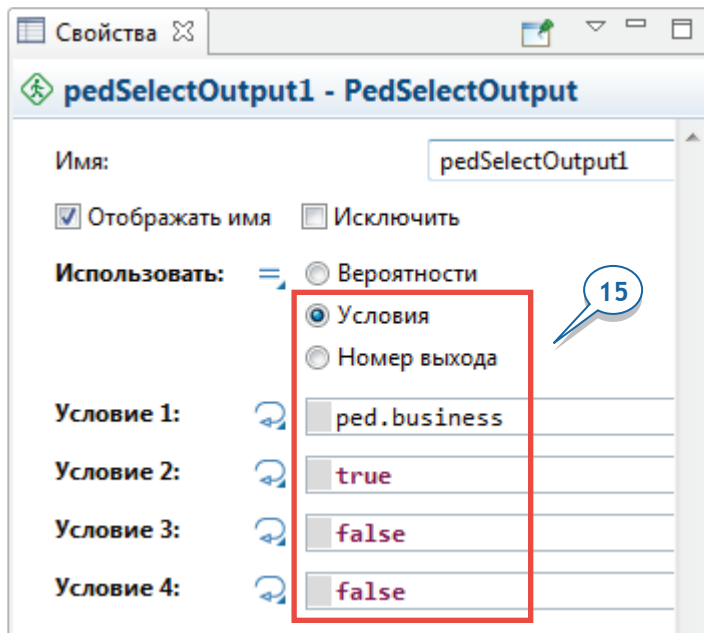 Свойства
pedSelectOutput1 - PedSelectOutput
Имя: pedSelectOutput1
Отображать имя Исключить
Использовать: Вероятности
15
Условия
Номер выхода
Условие 1: ped.business
Условие 2: true
Условие 3: false
Условие 4: false